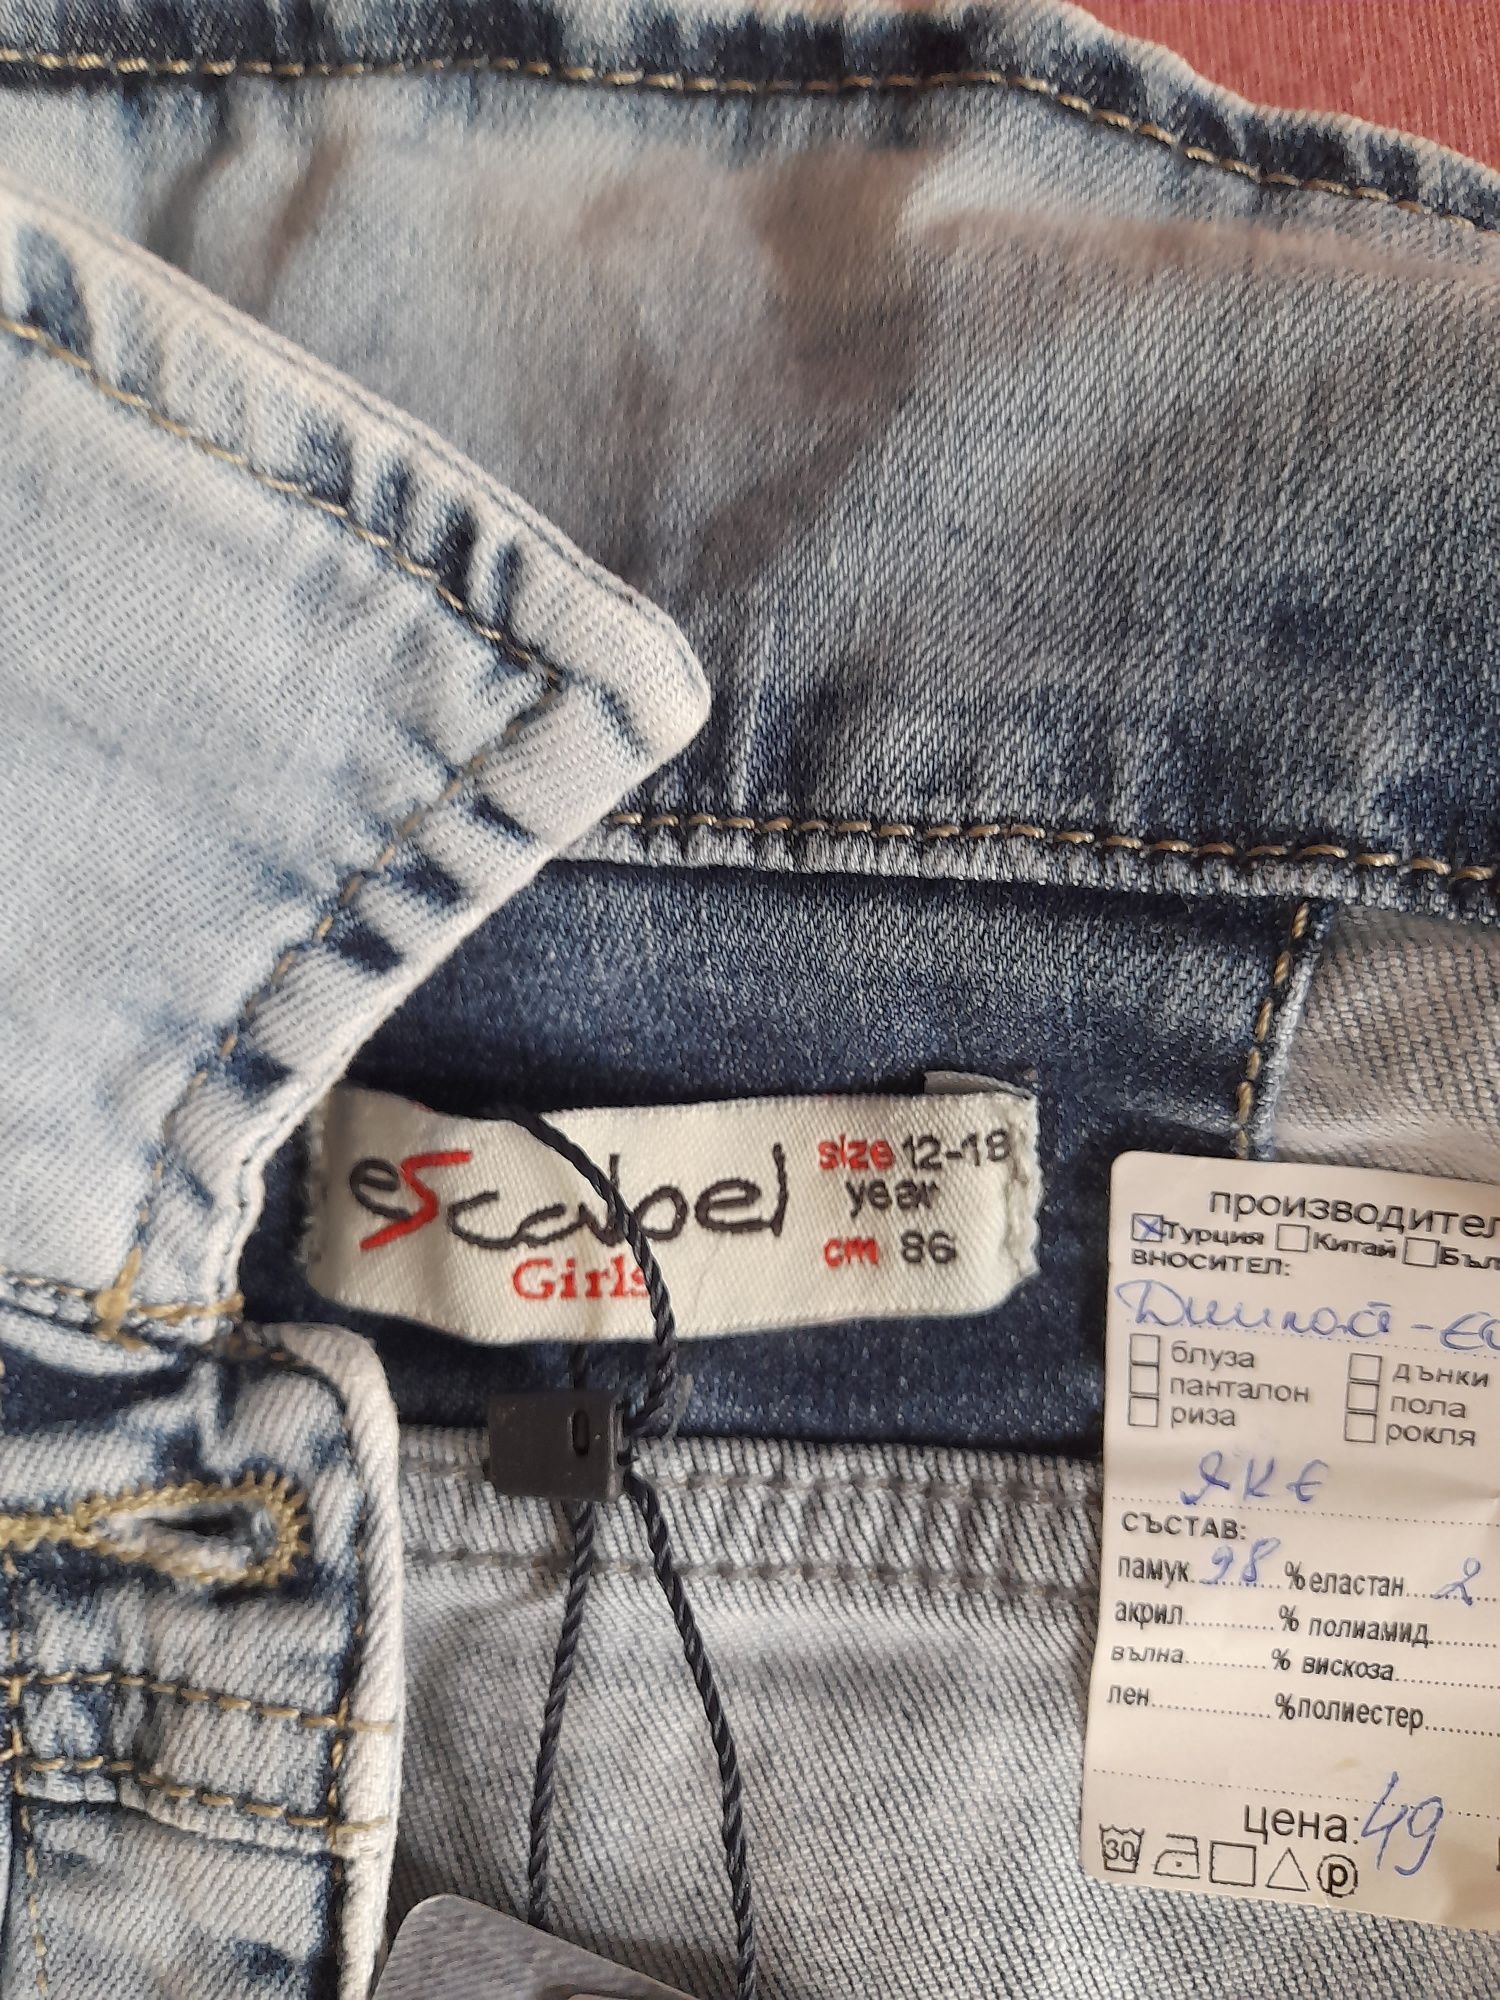 escabel
Girls
size 12-18
year
cm 86
производител
Турция Китай Бъл
вносител:
блуза дънки
панталон пола
риза рокля
яке
СЪСТАВ:
памук 98 % еластан 2
акрил % полиамид
вълна % вискоза
лен % полиестер
цена: 49
30 P